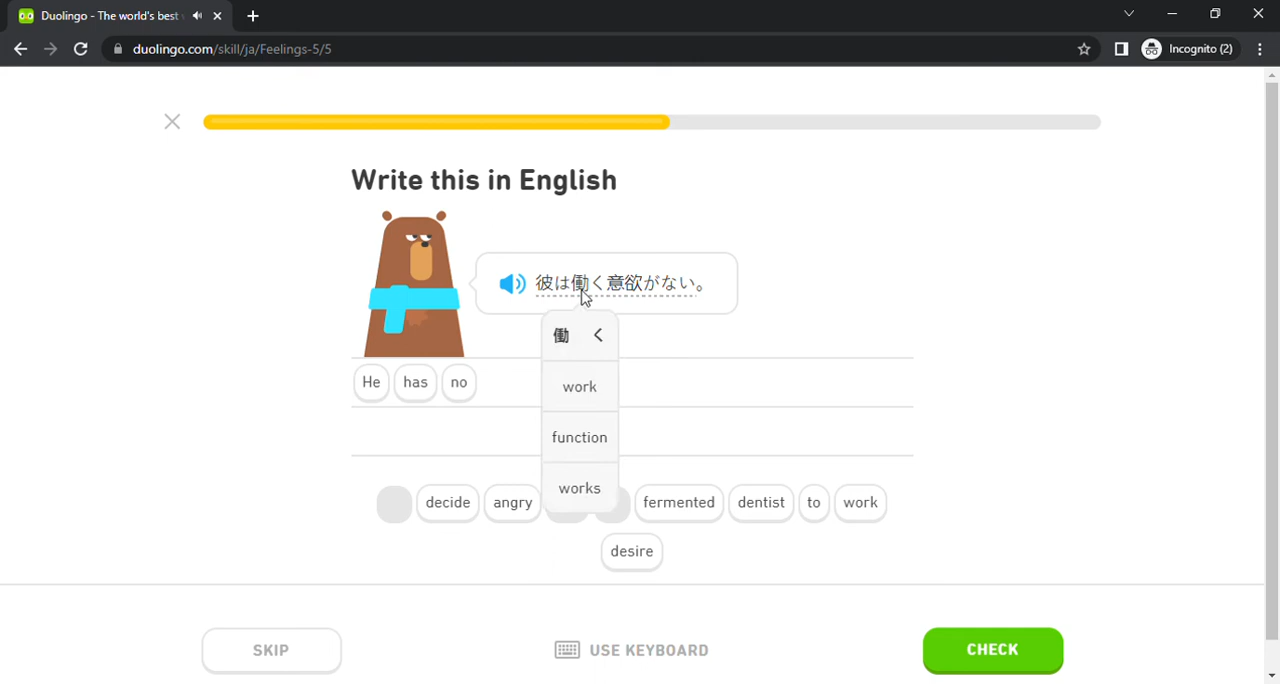 Duolingo - The world's best
duolingo.com/skill/ja/Feelings-5/5
Incognito (2)
Write this in English
彼は働く意欲がない。
働く
work
function
works
He has no
decide angry fermented dentist to work
desire
SKIP
USE KEYBOARD
CHECK